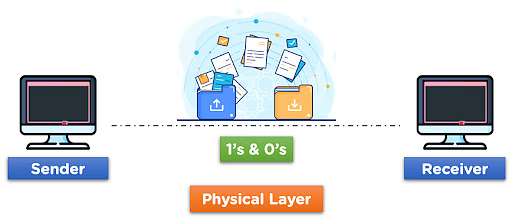 1's & 0's
Sender
Receiver
Physical Layer